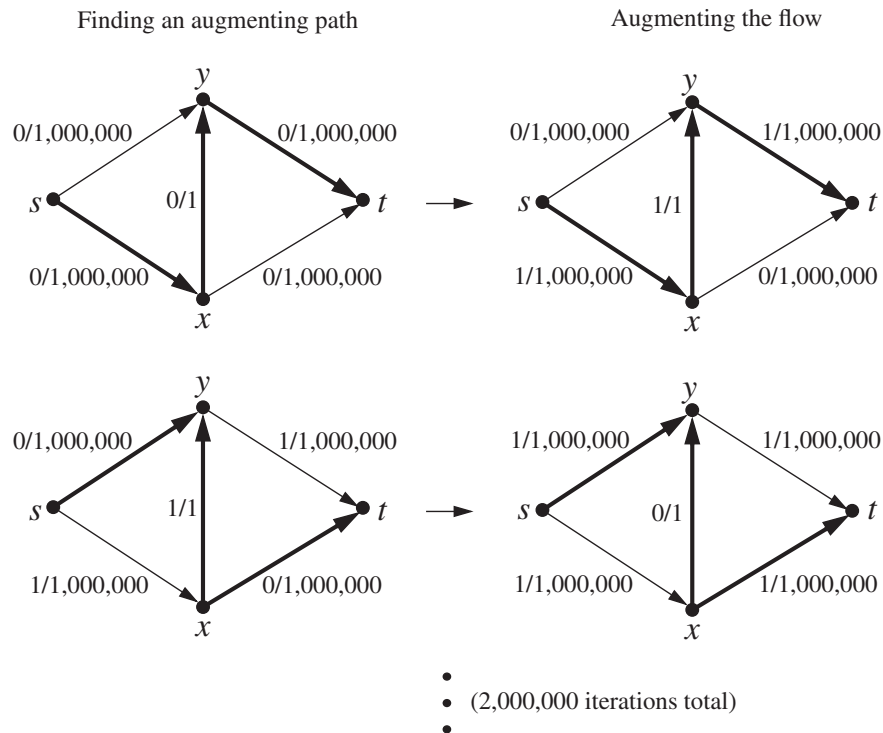 Finding an augmenting path
Augmenting the flow
y
0/1,000,000
0/1,000,000
s
0/1
t
0/1,000,000
0/1,000,000
x
y
0/1,000,000
1/1,000,000
s
1/1
t
1/1,000,000
0/1,000,000
x
y
0/1,000,000
1/1,000,000
s
1/1
t
1/1,000,000
0/1,000,000
x
y
1/1,000,000
1/1,000,000
s
0/1
t
1/1,000,000
1/1,000,000
x
(2,000,000 iterations total)